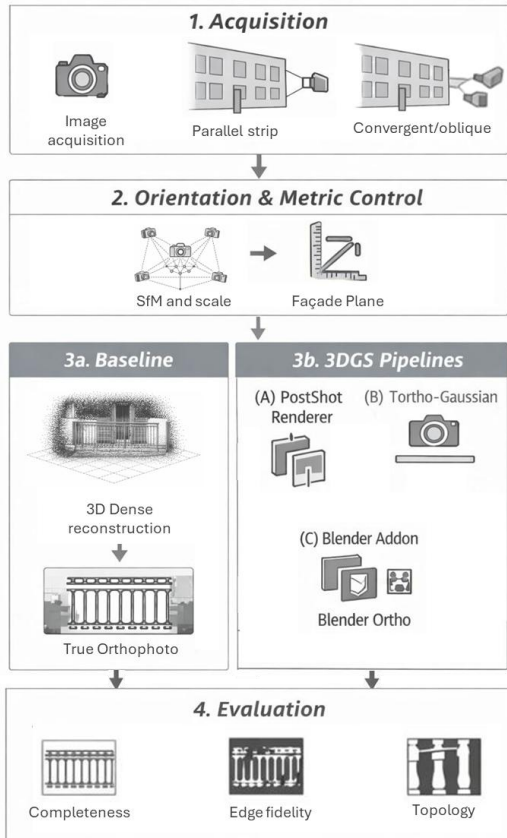 1. Acquisition
Image
acquisition
Parallel strip
Convergent/oblique
2. Orientation & Metric Control
SfM and scale
Façade Plane
3a. Baseline
3D Dense
reconstruction
True Orthophoto
3b. 3DGS Pipelines
(A) PostShot
Renderer
(B) Tortho-Gaussian
(C) Blender Addon
Blender Ortho
4. Evaluation
Completeness
Edge fidelity
Topology